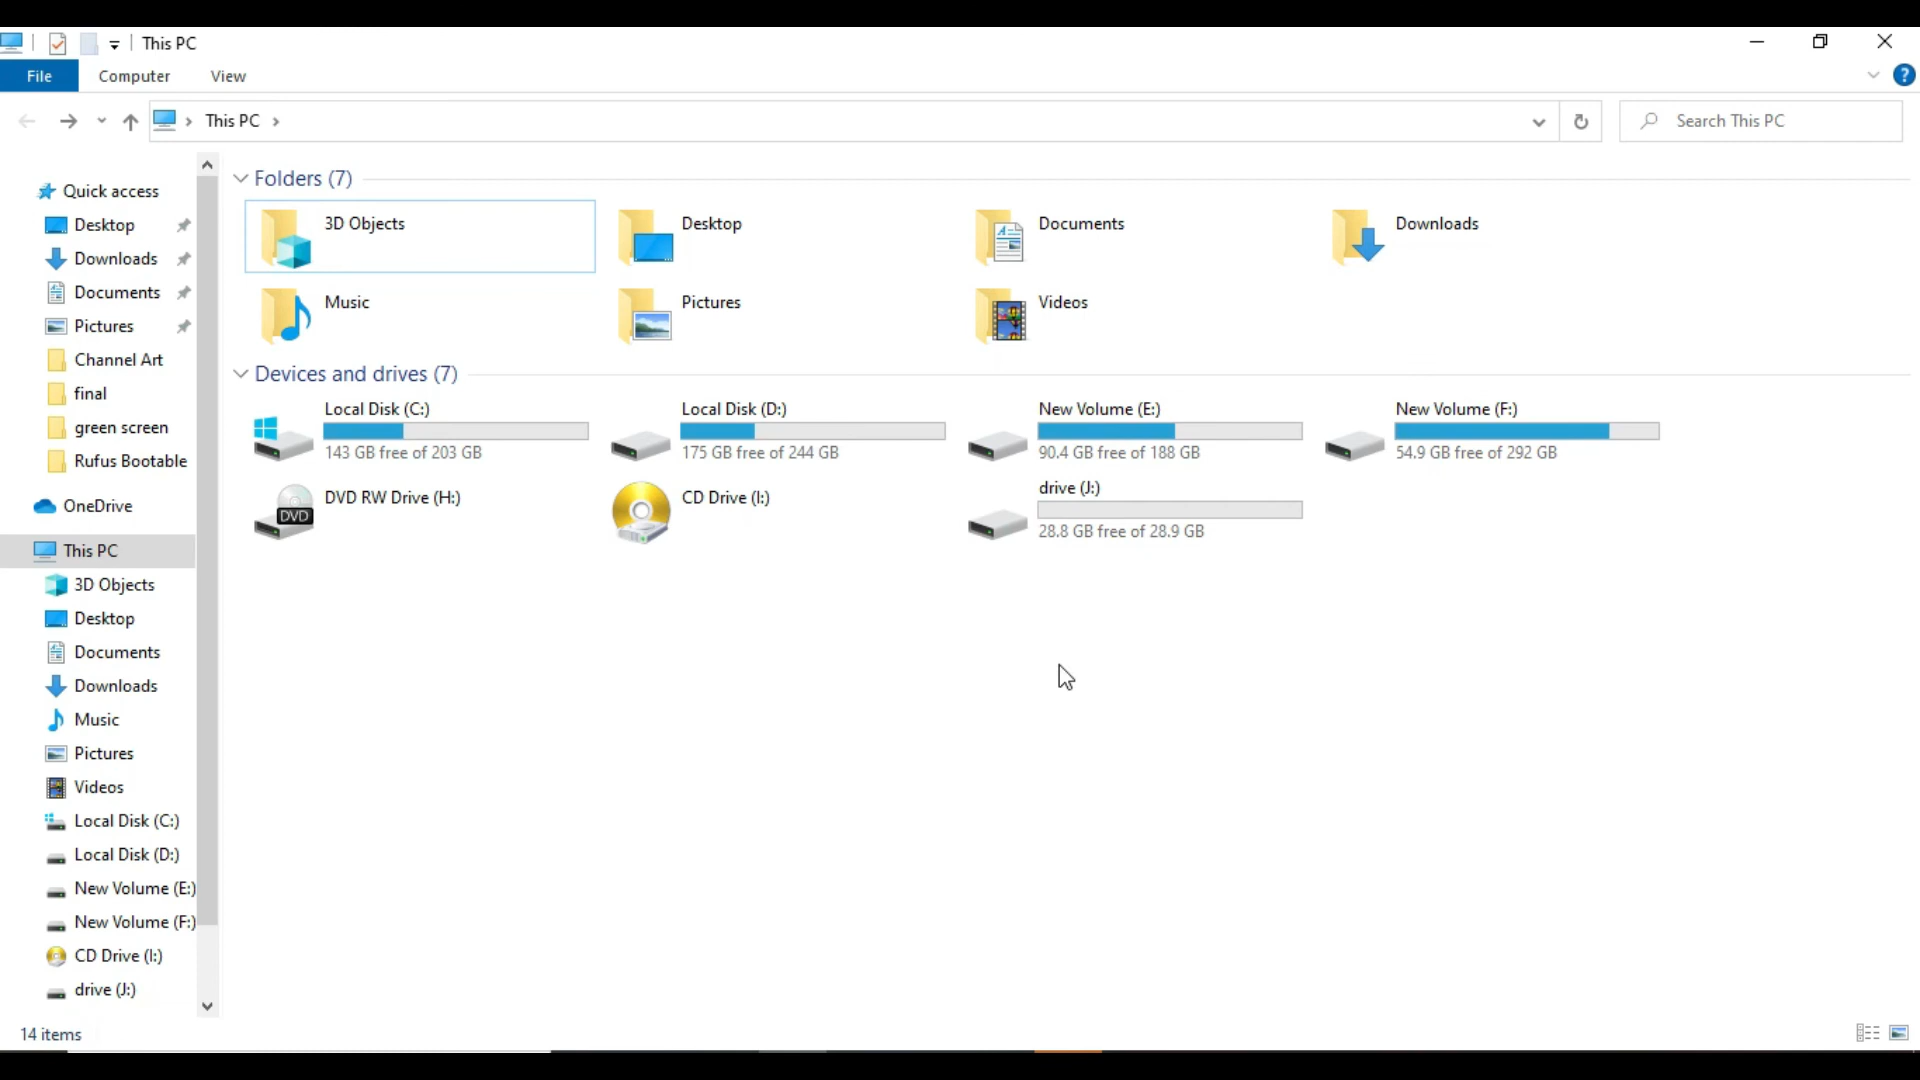 This PC
File Computer View
This PC
Search This PC
Quick access
Desktop
Downloads
Documents
Pictures
Channel Art
final
green screen
Rufus Bootable
OneDrive
This PC
3D Objects
Desktop
Documents
Downloads
Music
Pictures
Videos
Local Disk (C:)
Local Disk (D:)
New Volume (E:)
New Volume (F:)
CD Drive (I:)
drive (J:)
Folders (7)
3D Objects
Desktop
Documents
Downloads
Music
Pictures
Videos
Devices and drives (7)
Local Disk (C:)
143 GB free of 203 GB
Local Disk (D:)
175 GB free of 244 GB
New Volume (E:)
90.4 GB free of 188 GB
New Volume (F:)
54.9 GB free of 292 GB
DVD RW Drive (H:)
DVD
CD Drive (I:)
drive (J:)
28.8 GB free of 28.9 GB
14 items